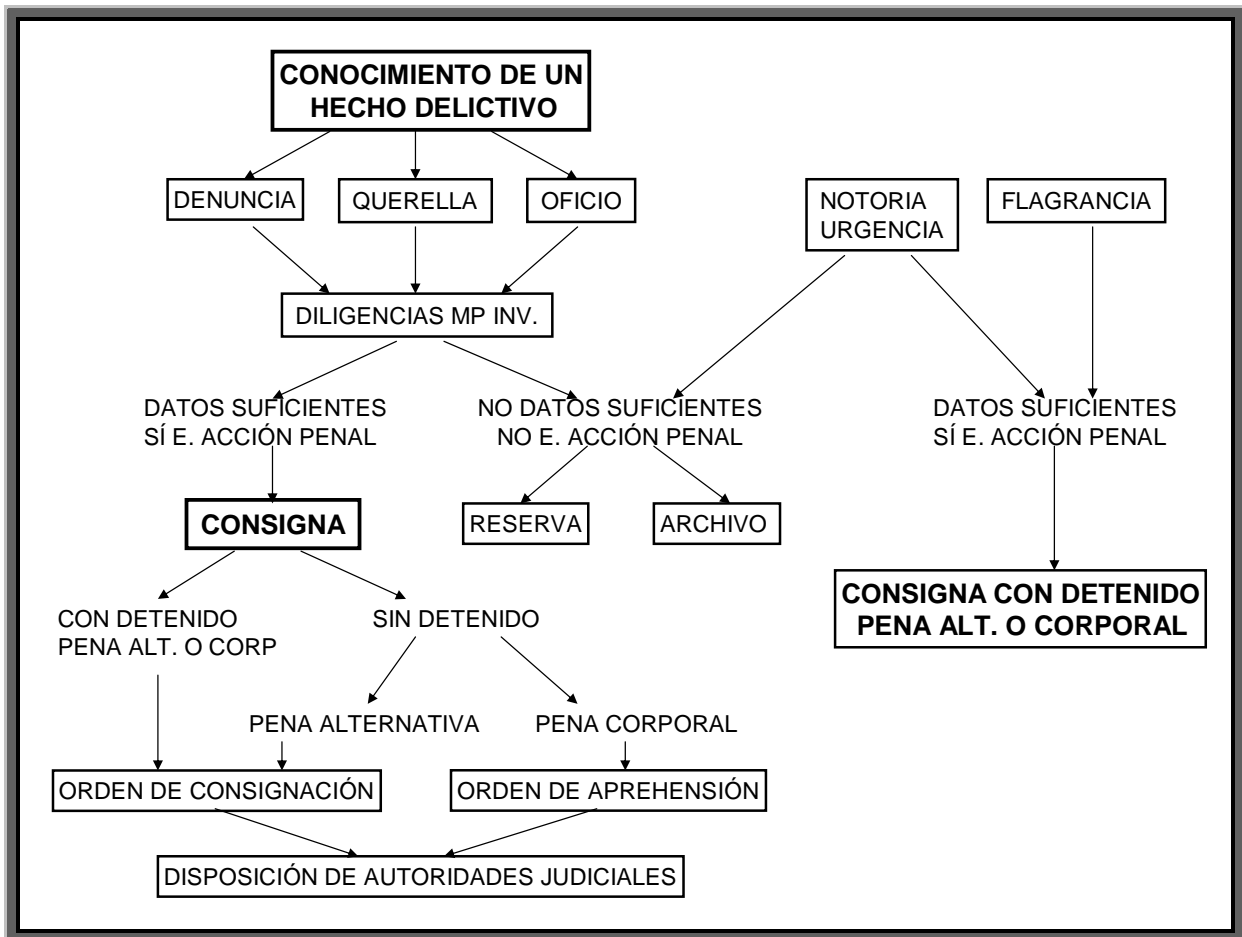 CONOCIMIENTO DE UN
HECHO DELICTIVO
DENUNCIA
QUERELLA
OFICIO
NOTORIA
URGENCIA
FLAGRANCIA
DILIGENCIAS MP INV.
DATOS SUFICIENTES
SÍ E. ACCIÓN PENAL
NO DATOS SUFICIENTES
NO E. ACCIÓN PENAL
DATOS SUFICIENTES
SÍ E. ACCIÓN PENAL
CONSIGNA
RESERVA
ARCHIVO
CONSIGNA CON DETENIDO
PENA ALT. O CORPORAL
CON DETENIDO
PENA ALT. O CORP
SIN DETENIDO
PENA ALTERNATIVA
PENA CORPORAL
ORDEN DE CONSIGNACIÓN
ORDEN DE APREHENSIÓN
DISPOSICIÓN DE AUTORIDADES JUDICIALES